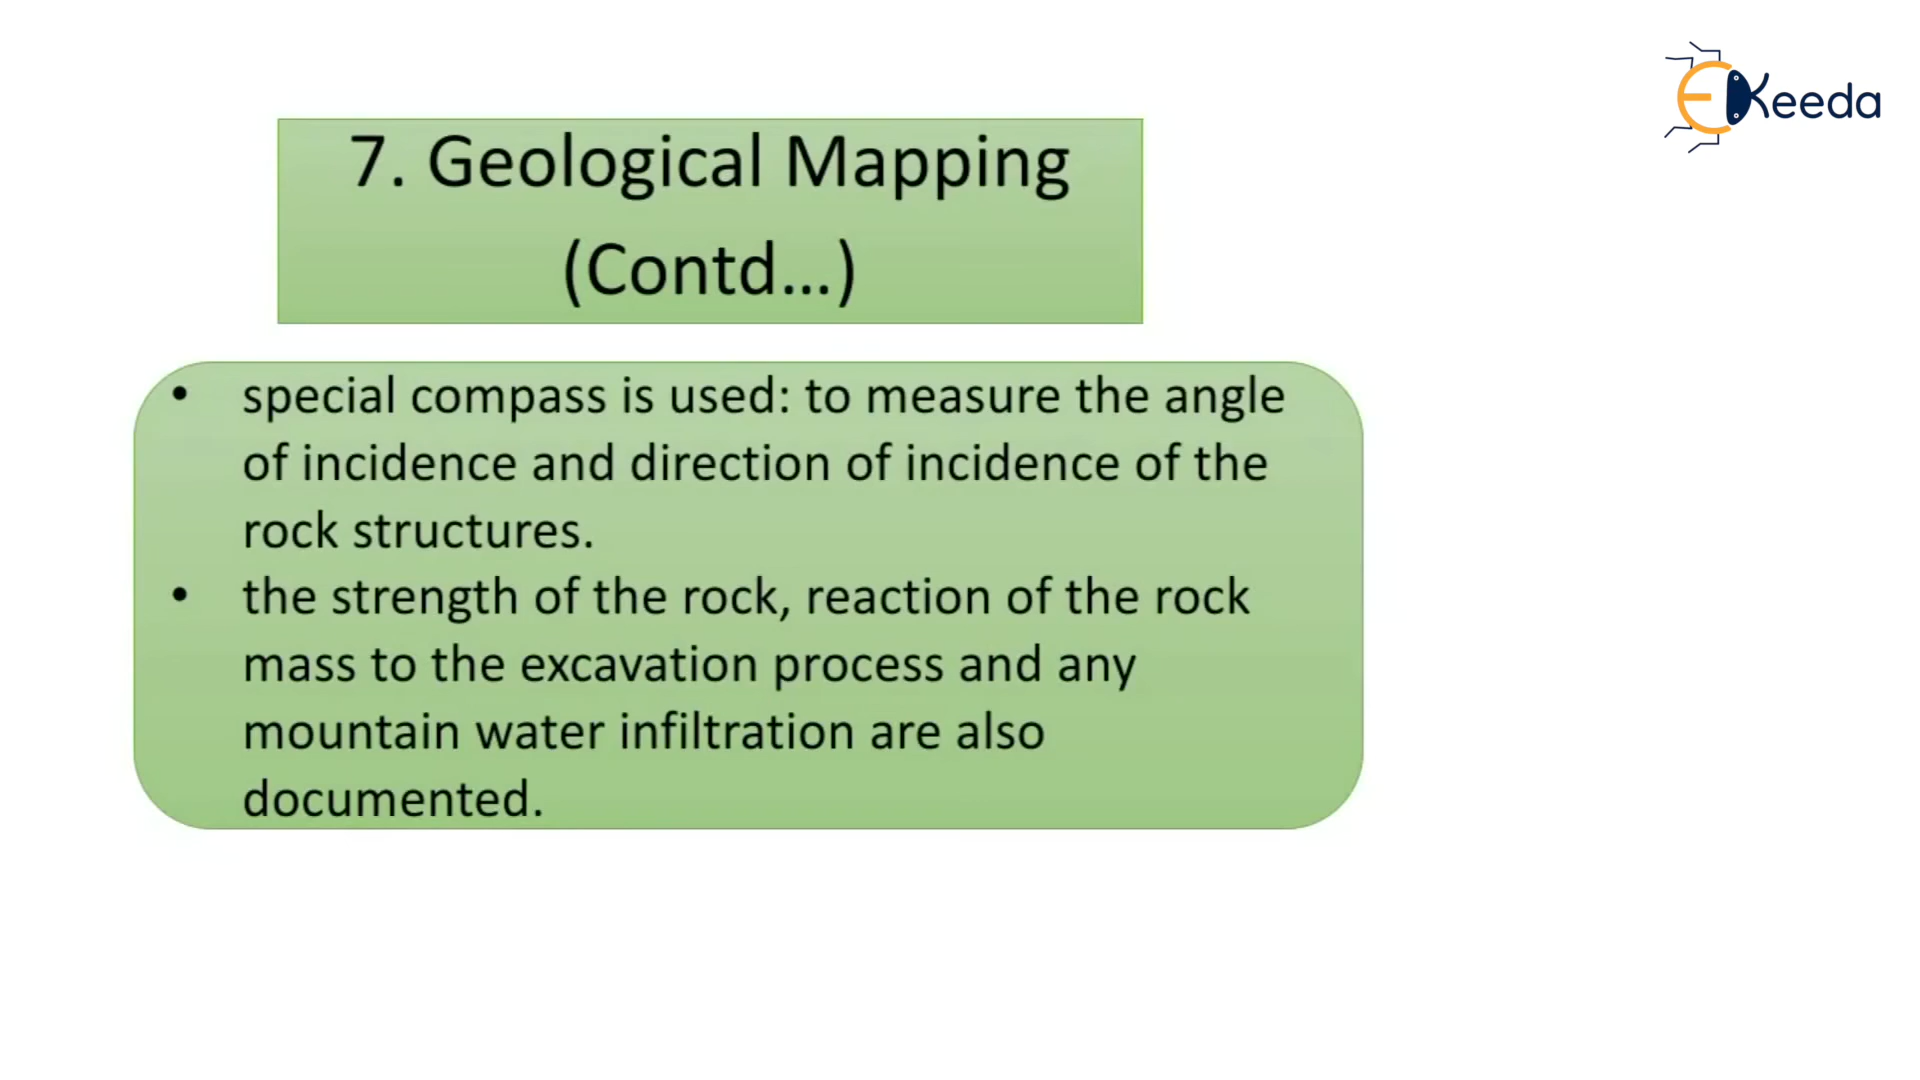 EKeeda
7. Geological Mapping
(Contd...)
• special compass is used: to measure the angle
of incidence and direction of incidence of the
rock structures.
• the strength of the rock, reaction of the rock
mass to the excavation process and any
mountain water infiltration are also
documented.